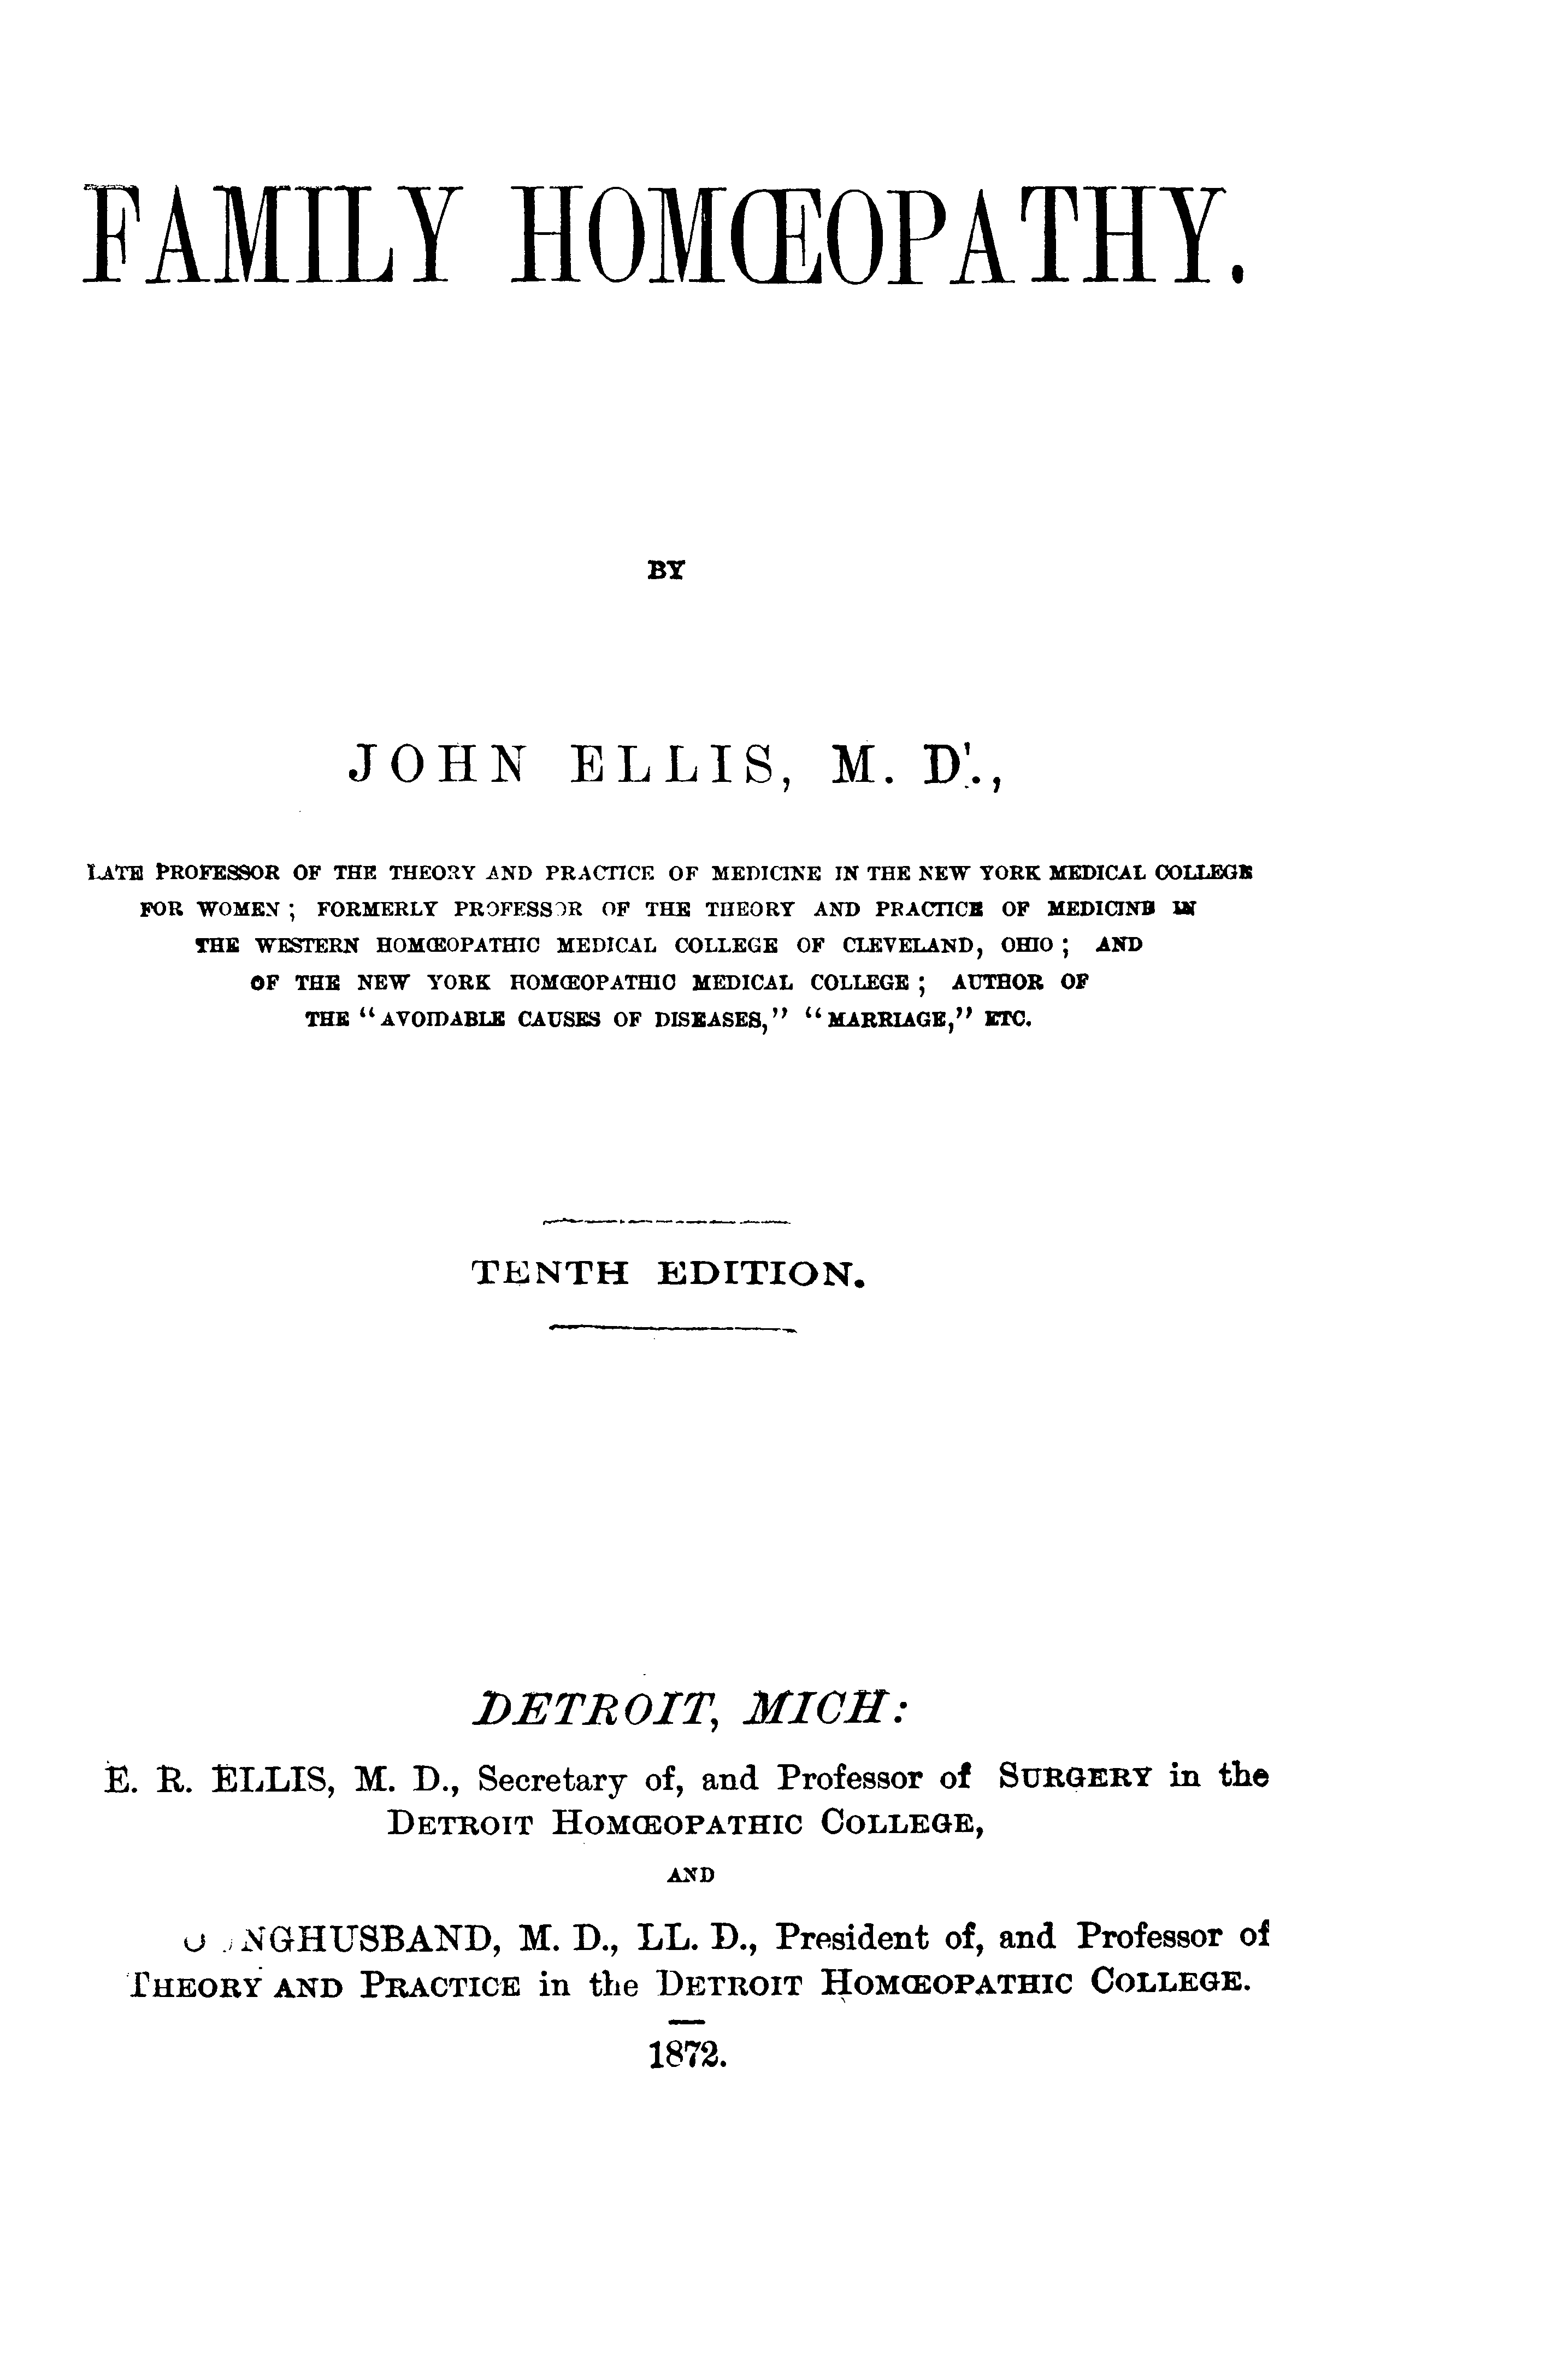 FAMILY HOMŒOPATHY.
BY
JOHN ELLIS, M. D.,
LATE PROFESSOR OF THE THEORY AND PRACTICE OF MEDICINE IN THE NEW YORK MEDICAL COLLEGE
FOR WOMEN; FORMERLY PROFESSOR OF THE THEORY AND PRACTICE OF MEDICINE IN
THE WESTERN HOMŒOPATHIC MEDICAL COLLEGE OF CLEVELAND, OHIO; AND
OF THE NEW YORK HOMŒOPATHIC MEDICAL COLLEGE; AUTHOR OF
THE “AVOIDABLE CAUSES OF DISEASES,” “MARRIAGE,” ETC.
TENTH EDITION.
DETROIT, MICH:
E. R. ELLIS, M. D., Secretary of, and Professor of SURGERY in the
DETROIT HOMŒOPATHIC COLLEGE,
AND
M. D., LL. D., President of, and Professor of
THEORY AND PRACTICE in the DETROIT HOMŒOPATHIC COLLEGE.
1872.